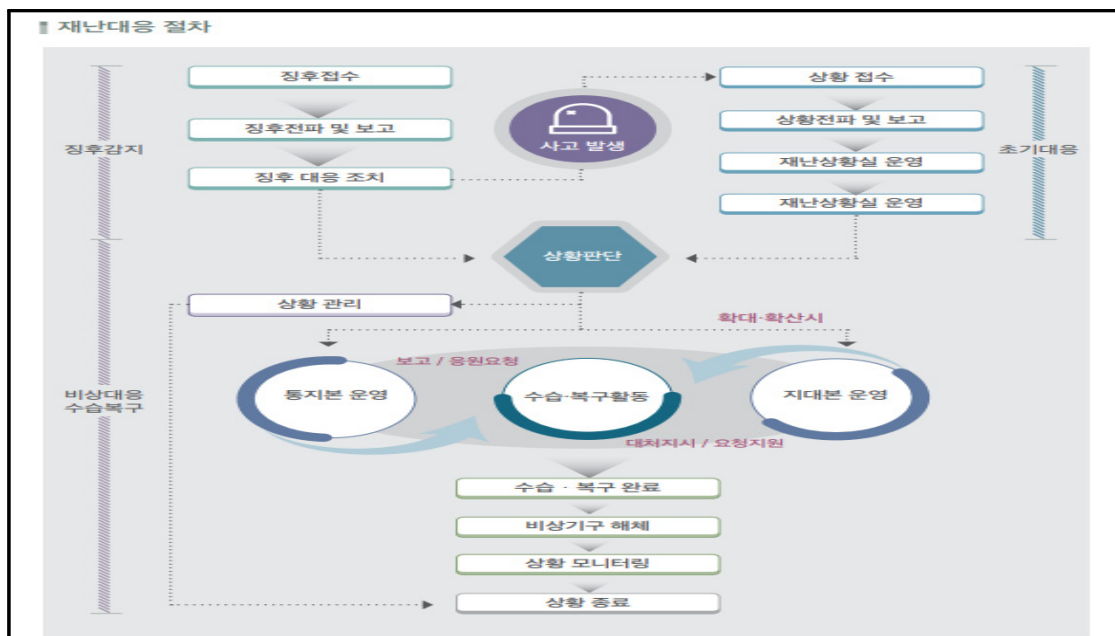 재난대응 절차
징후접수
징후전파 및 보고
징후 대응 조치
징후감지
사고 발생
상황 접수
상황전파 및 보고
재난상황실 운영
재난상황실 운영
초기대응
상황판단
상황 관리
확대·확산시
비상대응
수습복구
보고 / 응원요청
통지본 운영
수습·복구활동
지대본 운영
대처지시 / 요청지원
수습 · 복구 완료
비상기구 해체
상황 모니터링
상황 종료